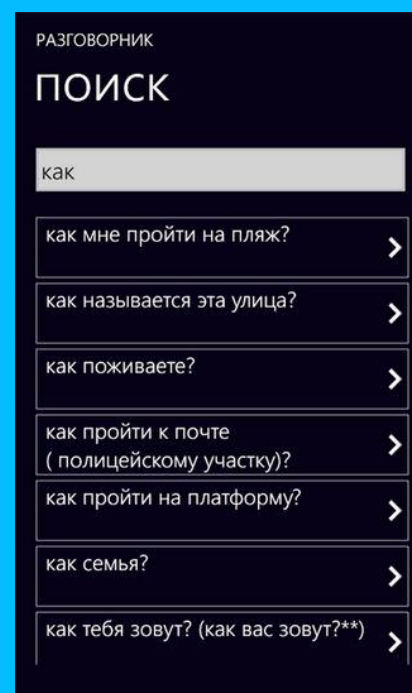 РАЗГОВОРНИК
ПОИСК
как
как мне пройти на пляж?
как называется эта улица?
как поживаете?
как пройти к почте
( полицейскому участку)?
как пройти на платформу?
как семья?
как тебя зовут? (как вас зовут?**)